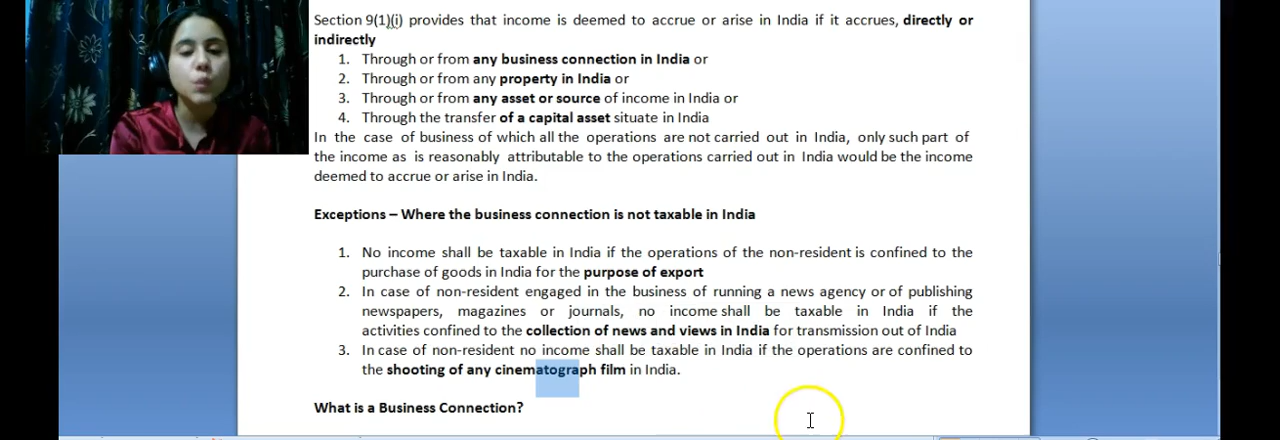 Section 9(1)(i) provides that income is deemed to accrue or arise in India if it accrues, directly or
indirectly
1. Through or from any business connection in India or
2. Through or from any property in India or
3. Through or from any asset or source of income in India or
4. Through the transfer of a capital asset situate in India
In the case of business of which all the operations are not carried out in India, only such part of
the income as is reasonably attributable to the operations carried out in India would be the income
deemed to accrue or arise in India.
Exceptions – Where the business connection is not taxable in India
1. No income shall be taxable in India if the operations of the non-resident is confined to the
purchase of goods in India for the purpose of export
2. In case of non-resident engaged in the business of running a news agency or of publishing
newspapers, magazines or journals, no income shall be taxable in India if the
activities confined to the collection of news and views in India for transmission out of India
3. In case of non-resident no income shall be taxable in India if the operations are confined to
the shooting of any cinematograph film in India.
What is a Business Connection?